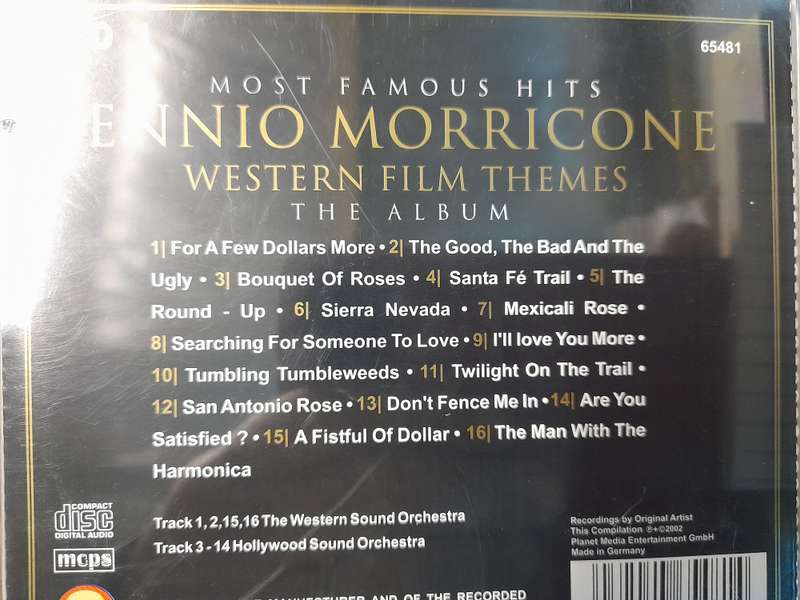 65481
MOST FAMOUS HITS
ENNIO MORRICONE
WESTERN FILM THEMES
THE ALBUM
1| For A Few Dollars More • 2| The Good, The Bad And The
Ugly • 3| Bouquet Of Roses • 4| Santa Fé Trail • 5| The
Round - Up • 6| Sierra Nevada • 7| Mexicali Rose •
8| Searching For Someone To Love • 9| I'll love You More •
10| Tumbling Tumbleweeds • 11| Twilight On The Trail •
12| San Antonio Rose • 13| Don't Fence Me In • 14| Are You
Satisfied ? • 15| A Fistful Of Dollar • 16| The Man With The
Harmonica
COMPACT
disc
DIGITAL AUDIO
mcps
Track 1, 2,15,16 The Western Sound Orchestra
Track 3 - 14 Hollywood Sound Orchestra
Recordings by Original Artist
This Compilation ℗+©2002
Planet Media Entertainment GmbH
Made in Germany
MANUFACTURER AND OF THE RECORDED